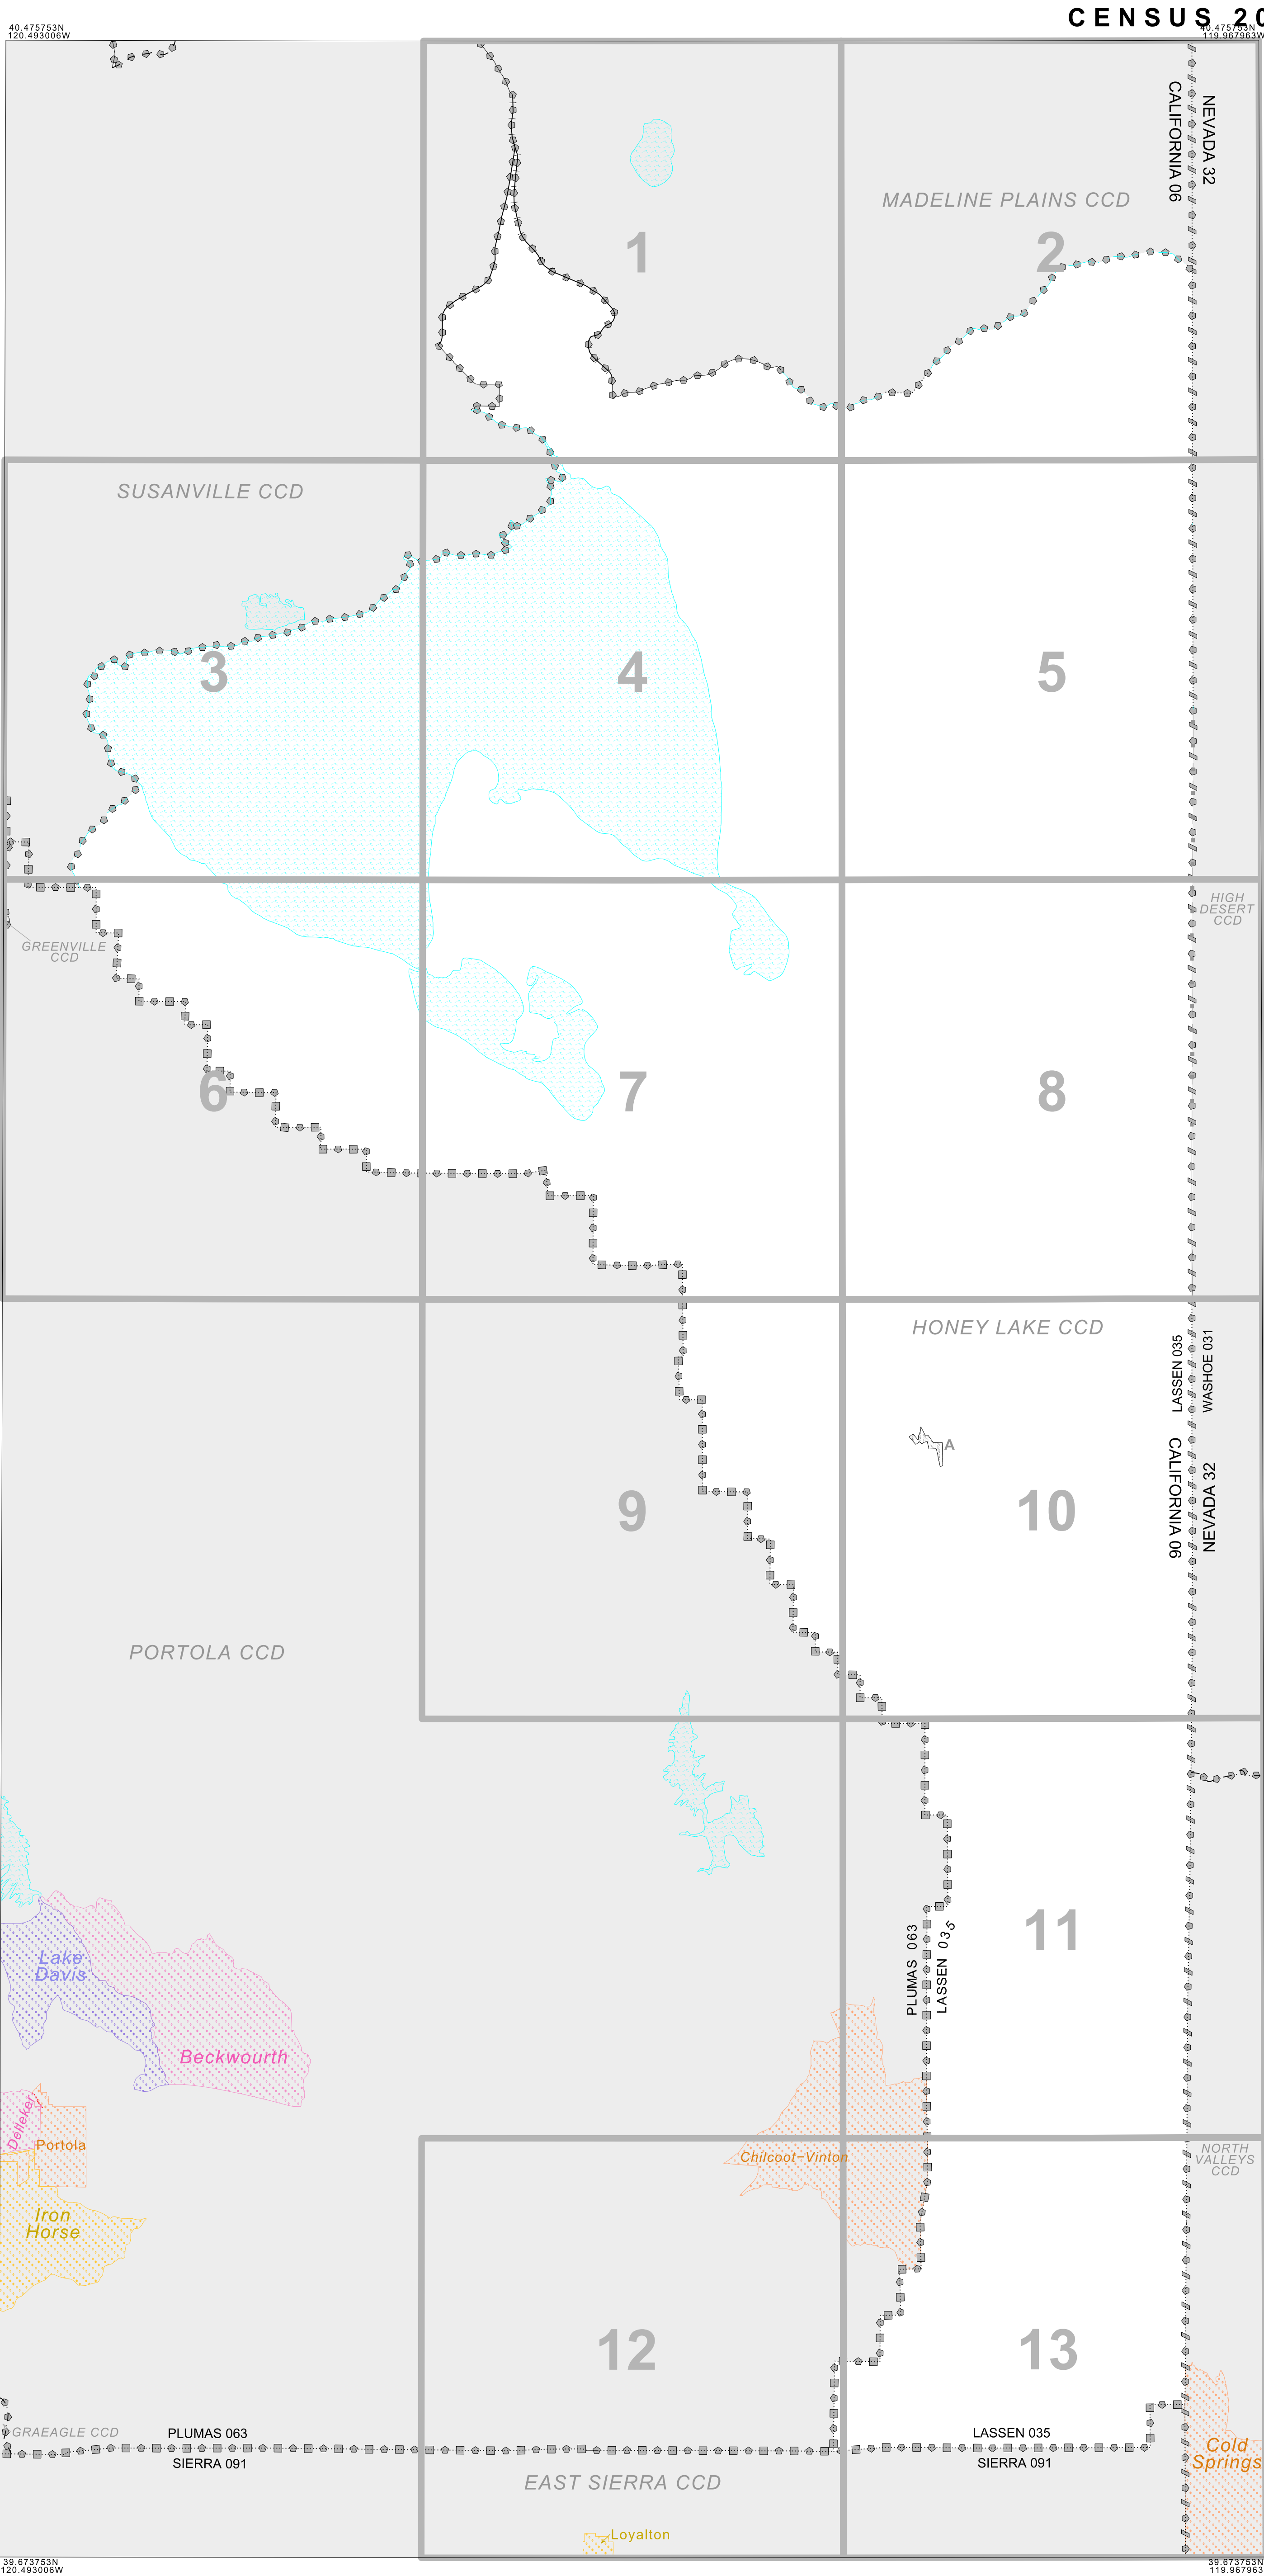 CENSUS 20
40.475753N
120.493006W
40.475753N
119.967963W
NEVADA 32
CALIFORNIA 06
MADELINE PLAINS CCD
1
2
SUSANVILLE CCD
3
4
5
HIGH
DESERT
CCD
GREENVILLE
CCD
6
7
8
HONEY LAKE CCD
LASSEN 035
WASHOE 031
A
CALIFORNIA 06
NEVADA 32
9
10
PORTOLA CCD
11
PLUMAS 063
LASSEN 035
Lake
Davis
Beckwourth
Delleker
Portola
Chilcoot-Vinton
NORTH
VALLEYS
CCD
Iron
Horse
12
13
GRAEAGLE CCD
PLUMAS 063
SIERRA 091
LASSEN 035
SIERRA 091
Cold
Springs
EAST SIERRA CCD
Loyalton
39.673753N
120.493006W
39.673753N
119.967963